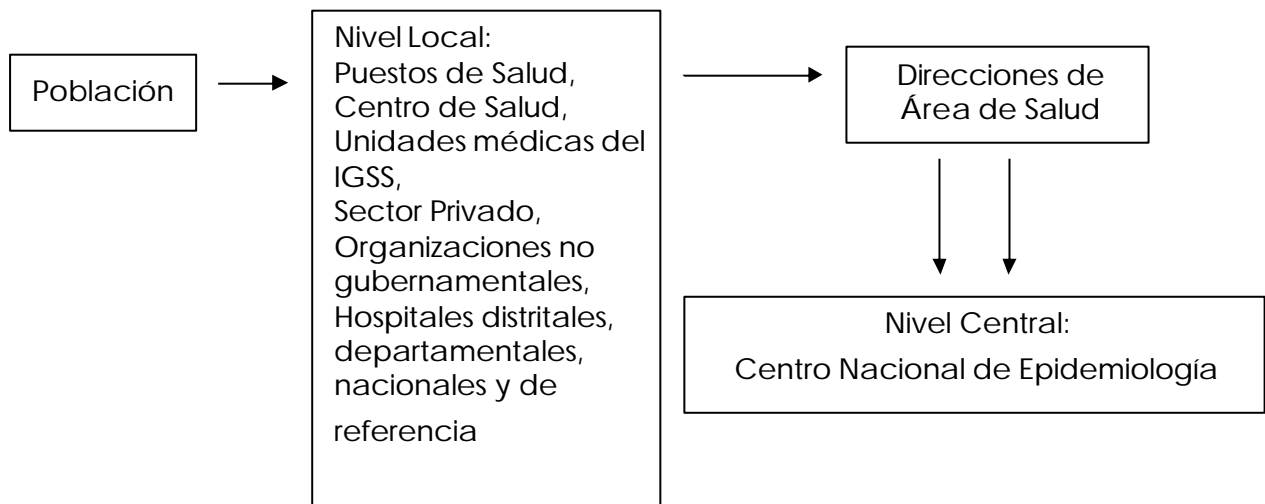 Población
Nivel Local:
Puestos de Salud,
Centro de Salud,
Unidades médicas del
IGSS,
Sector Privado,
Organizaciones no
gubernamentales,
Hospitales distritales,
departamentales,
nacionales y de
referencia
Direcciones de
Área de Salud
Nivel Central:
Centro Nacional de Epidemiología